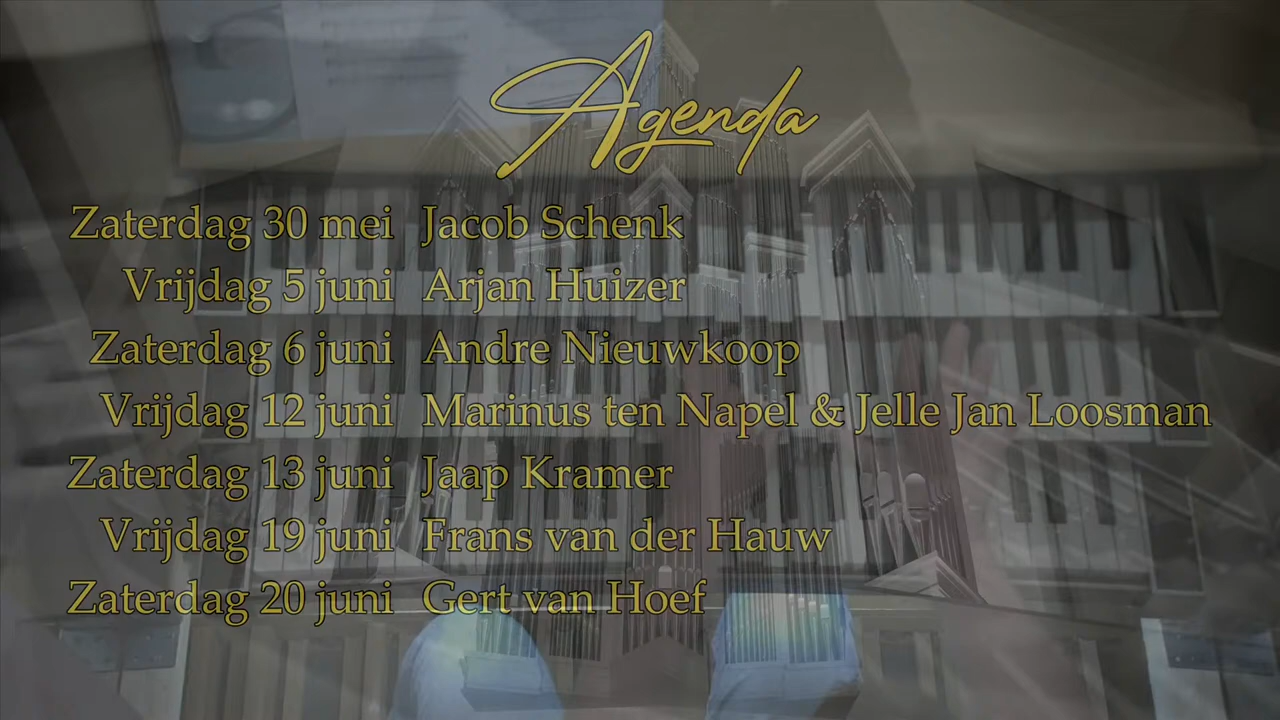 Agenda
Zaterdag 30 mei Jacob Schenk
Vrijdag 5 juni Arjan Huizer
Zaterdag 6 juni Andre Nieuwkoop
Vrijdag 12 juni Marinus ten Napel & Jelle Jan Loosman
Zaterdag 13 juni Jaap Kramer
Vrijdag 19 juni Frans van der Hauw
Zaterdag 20 juni Gert van Hoef